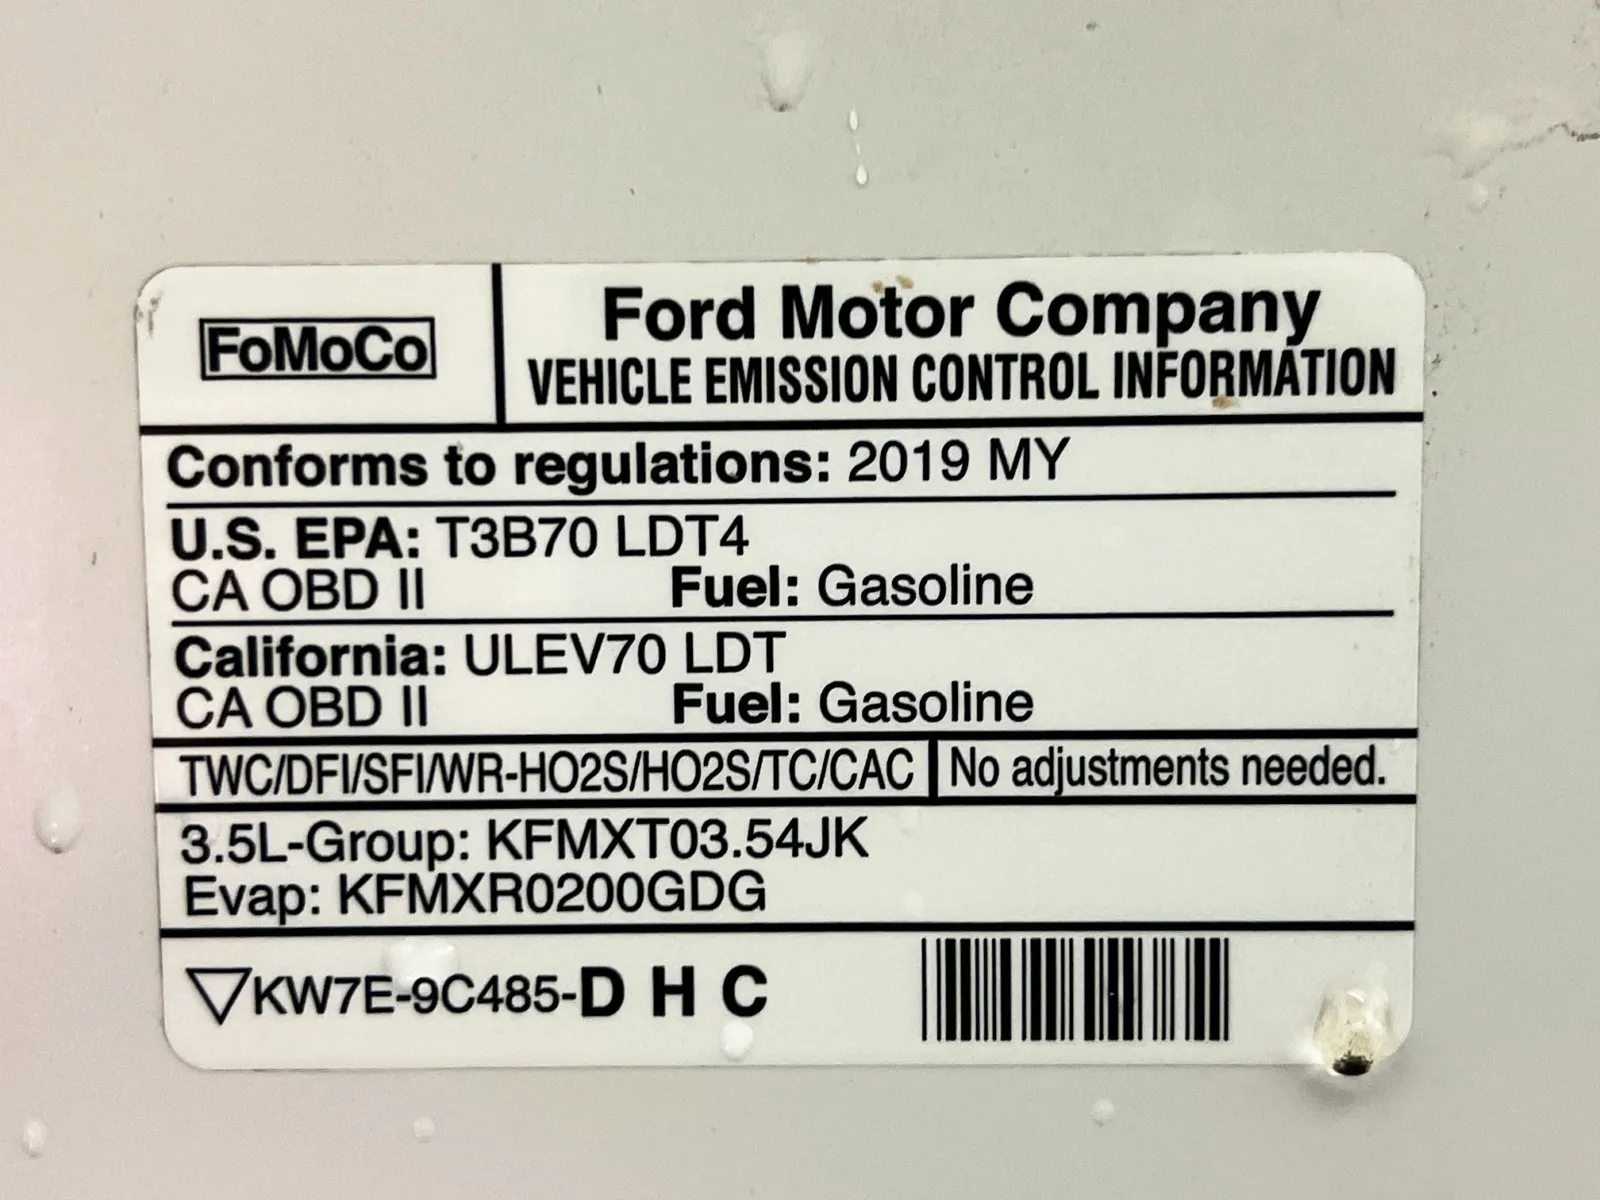 FoMoCo
Ford Motor Company
VEHICLE EMISSION CONTROL INFORMATION
Conforms to regulations: 2019 MY
U.S. EPA: T3B70 LDT4
CA OBD II Fuel: Gasoline
California: ULEV70 LDT
CA OBD II Fuel: Gasoline
TWC/DFI/SFI/WR-HO2S/HO2S/TC/CAC No adjustments needed.
3.5L-Group: KFMXT03.54JK
Evap: KFMXR0200GDG
KW7E-9C485-D H C